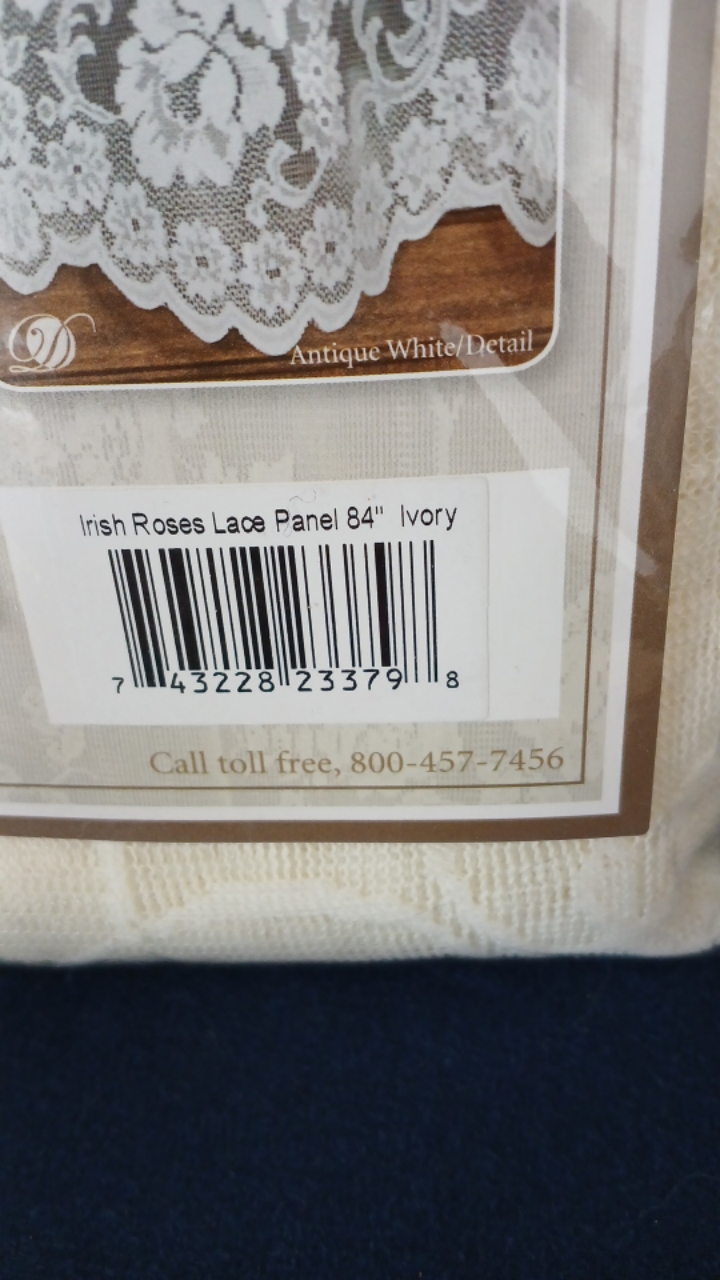 D
Antique White/Detail
Irish Roses Lace Panel 84" Ivory
7 43228 23379 8
Call toll free, 800-457-7456